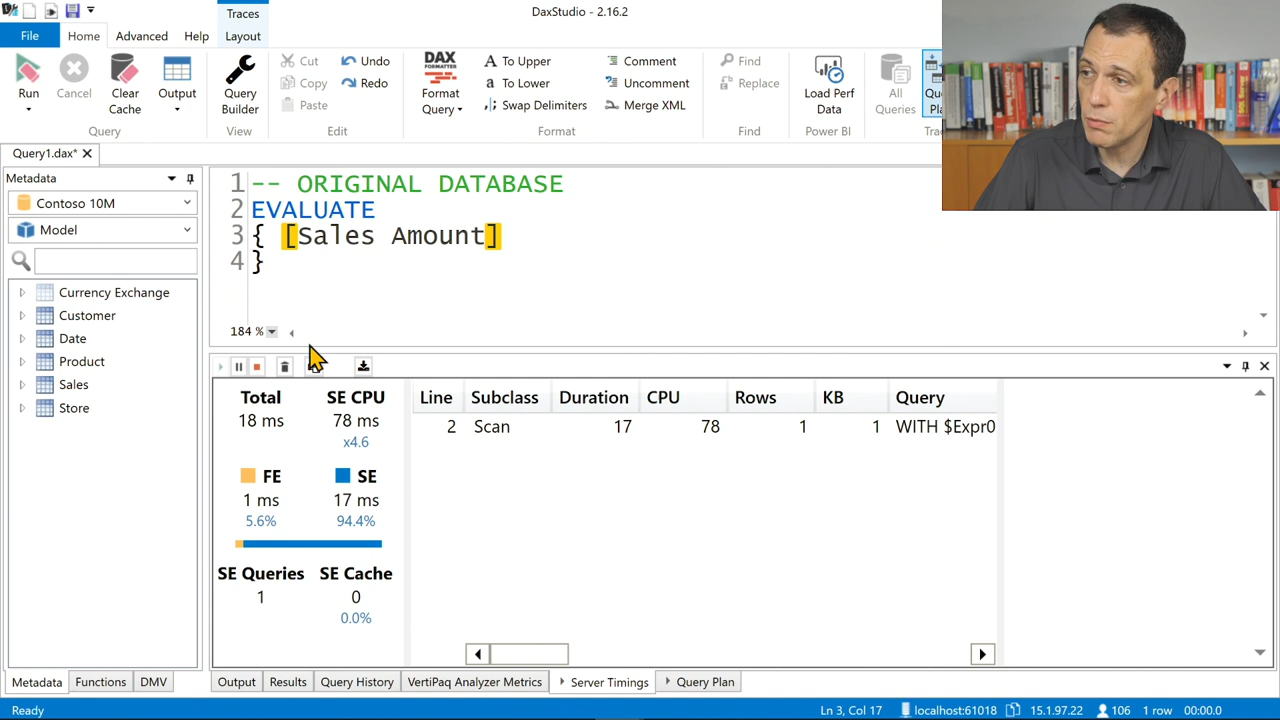 DaxStudio - 2.16.2
Traces
File Home Advanced Help Layout
Run
Cancel
Clear Cache
Output
Query
Query Builder
View
Cut
Copy
Paste
Undo
Redo
Edit
DAX FORMATTER
Format Query
To Upper
To Lower
Swap Delimiters
Comment
Uncomment
Merge XML
Format
Find
Replace
Find
Load Perf Data
Power BI
All Queries
Query1.dax*
Metadata
Contoso 10M
Model
Currency Exchange
Customer
Date
Product
Sales
Store
1 -- ORIGINAL DATABASE
2 EVALUATE
3 { [Sales Amount]
4 }
184 %
Total SE CPU
18 ms 78 ms
x4.6
FE SE
1 ms 17 ms
5.6% 94.4%
SE Queries SE Cache
1 0
0.0%
Line Subclass Duration CPU Rows KB Query
2 Scan 17 78 1 1 WITH $Expr0
Metadata Functions DMV
Output Results Query History VertiPaq Analyzer Metrics Server Timings Query Plan
Ready Ln 3, Col 17 localhost:61018 15.1.97.22 106 1 row 00:00.0